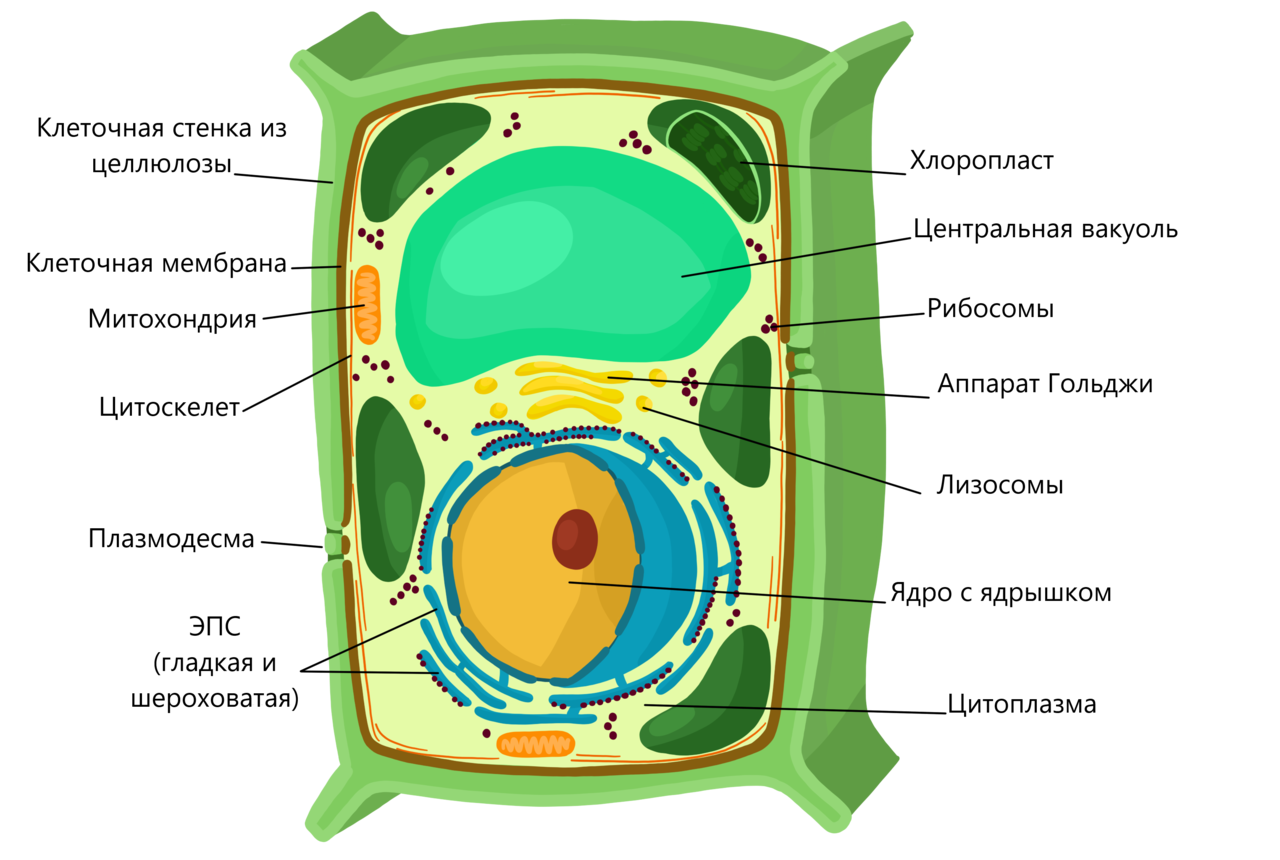 Клеточная стенка из
целлюлозы
Клеточная мембрана
Митохондрия
Цитоскелет
Плазмодесма
ЭПС
(гладкая и
шероховатая)
Хлоропласт
Центральная вакуоль
Рибосомы
Аппарат Гольджи
Лизосомы
Ядро с ядрышком
Цитоплазма